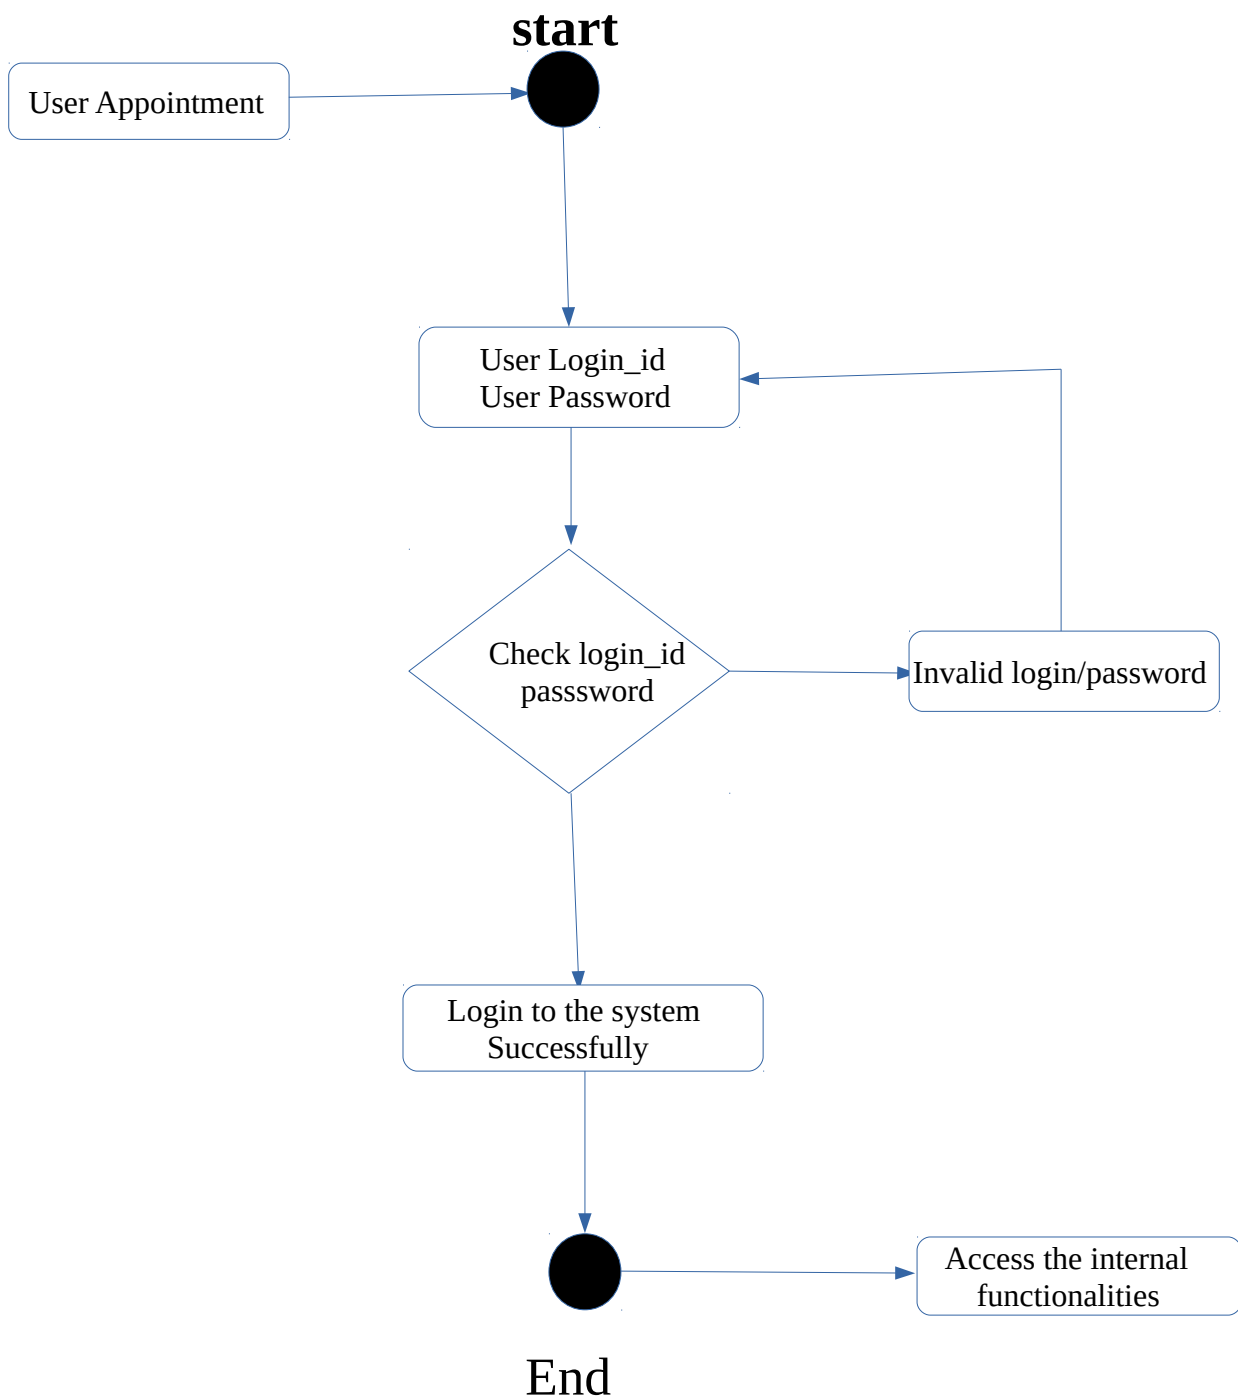 start
User Appointment
User Login_id
User Password
Check login_id
passsword
Invalid login/password
Login to the system
Successfully
Access the internal
functionalities
End